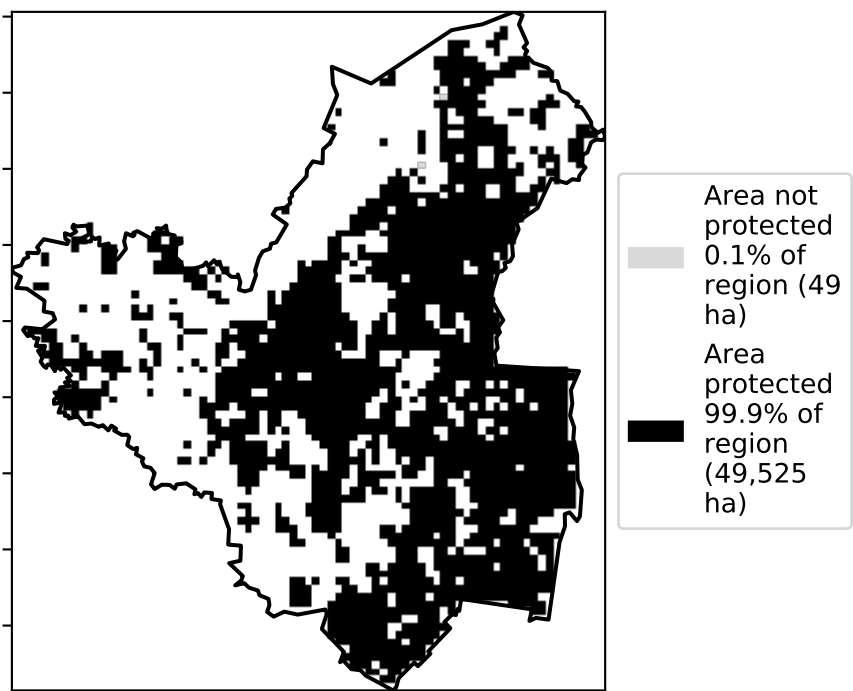 Area not
protected
0.1% of
region (49
ha)
Area
protected
99.9% of
region
(49,525
ha)